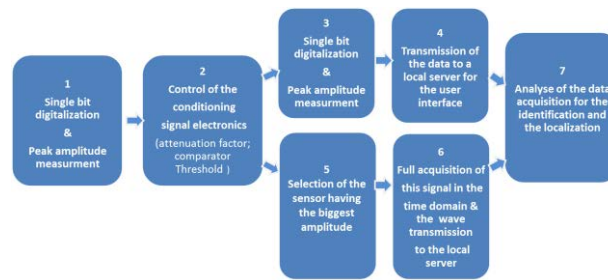 1
Single bit
digitalization
&
Peak amplitude
measurment
2
Control of the
conditioning
signal electronics
(attenuation factor;
comparator
Threshold )
3
Single bit
digitalization
&
Peak amplitude
measurment
4
Transmission of
the data to a
local server for
the user
interface
5
Selection of the
sensor having
the biggest
amplitude
6
Full acquisition of
this signal in the
time domain &
the wave
transmission
to the local
server
7
Analyse of the data
acquisition for the
identification and
the localization